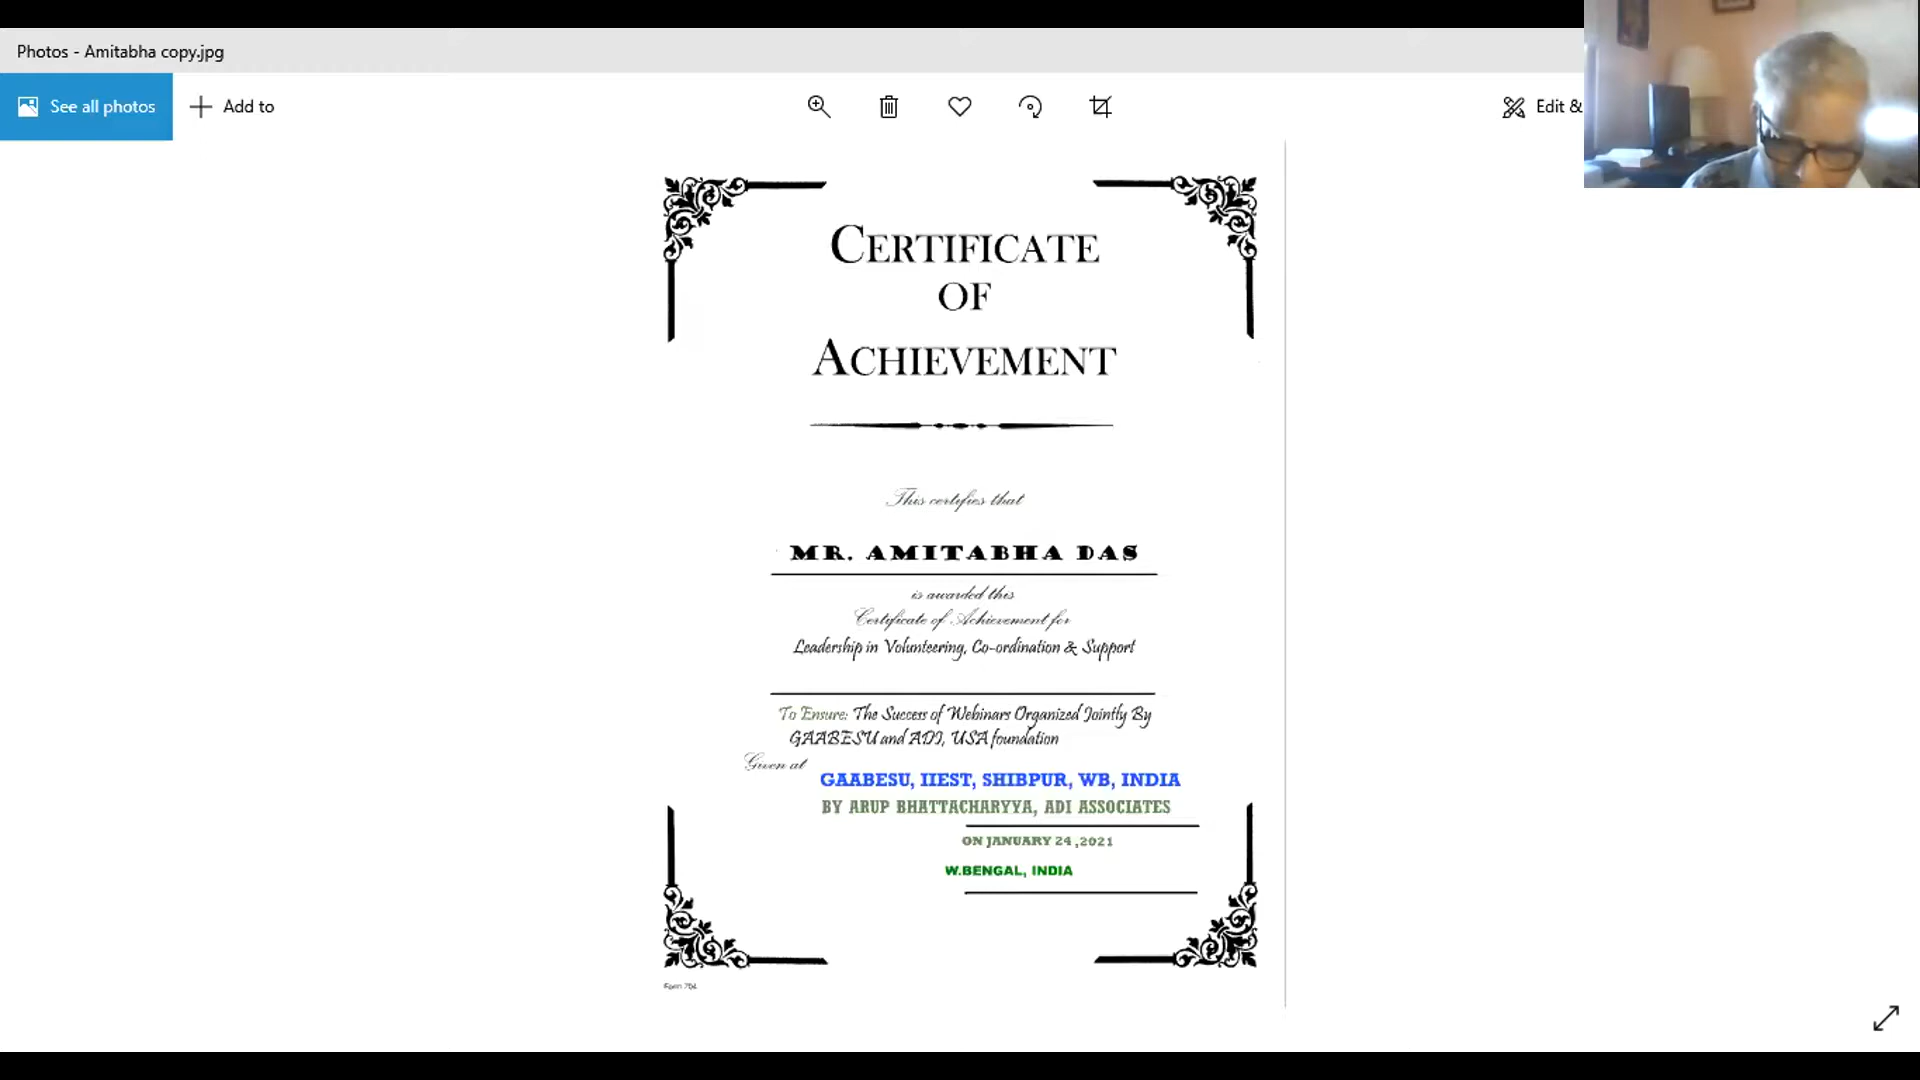 Photos - Amitabha copy.jpg
See all photos
Add to
Edit &
CERTIFICATE
OF
ACHIEVEMENT
This certifies that
MR. AMITABHA DAS
is awarded this
Certificate of Achievement for
Leadership in Volunteering, Co-ordination & Support
To Ensure: The Success of Webinars Organized Jointly By
GAABESU and ADI, USA foundation
Given at
GAABESU, IIEST, SHIBPUR, WB, INDIA
BY ARUP BHATTACHARYYA, ADI ASSOCIATES
ON JANUARY 24 ,2021
W.BENGAL, INDIA
Form 704